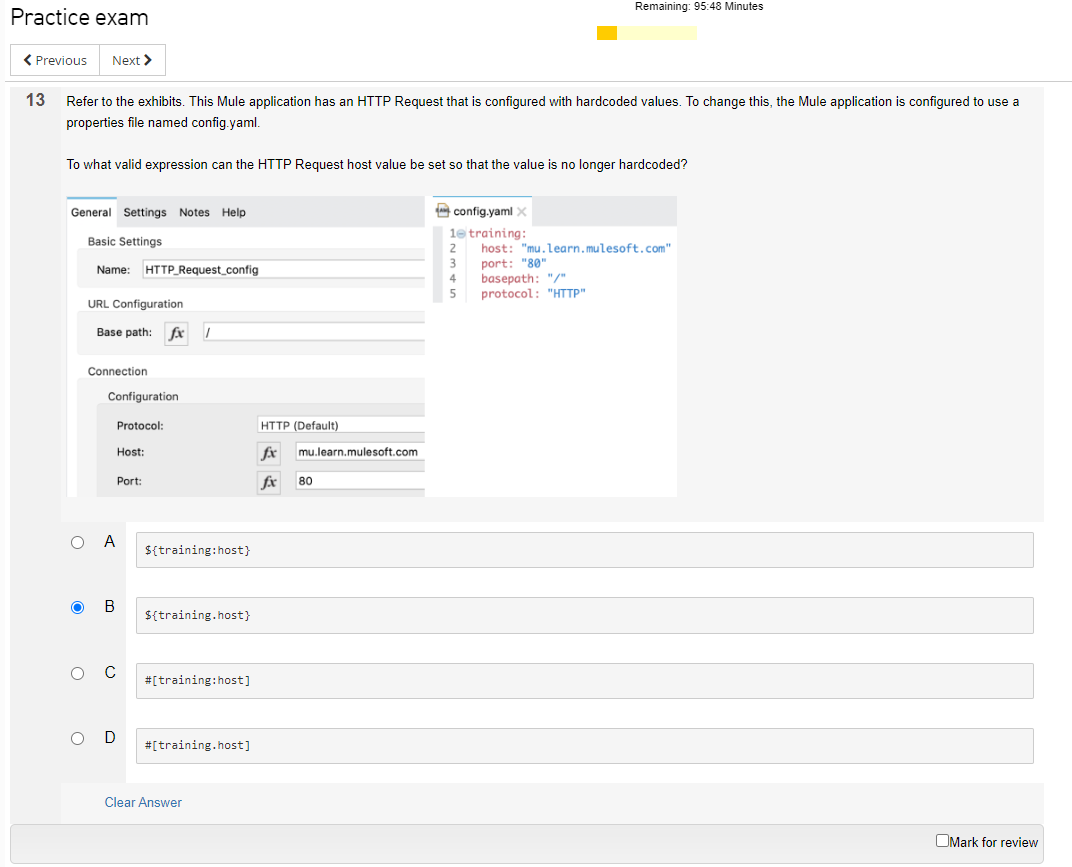 Practice exam
Remaining: 95:48 Minutes
Previous
Next
13
Refer to the exhibits. This Mule application has an HTTP Request that is configured with hardcoded values. To change this, the Mule application is configured to use a
properties file named config.yaml.
To what valid expression can the HTTP Request host value be set so that the value is no longer hardcoded?
General Settings Notes Help
Basic Settings
Name: HTTP_Request_config
URL Configuration
Base path: fx /
Connection
Configuration
Protocol: HTTP (Default)
Host: fx mu.learn.mulesoft.com
Port: fx 80
config.yaml
1 training:
2 host: "mu.learn.mulesoft.com"
3 port: "80"
4 basepath: "/"
5 protocol: "HTTP"
A ${training:host}
B ${training.host}
C #[training:host]
D #[training.host]
Clear Answer
Mark for review